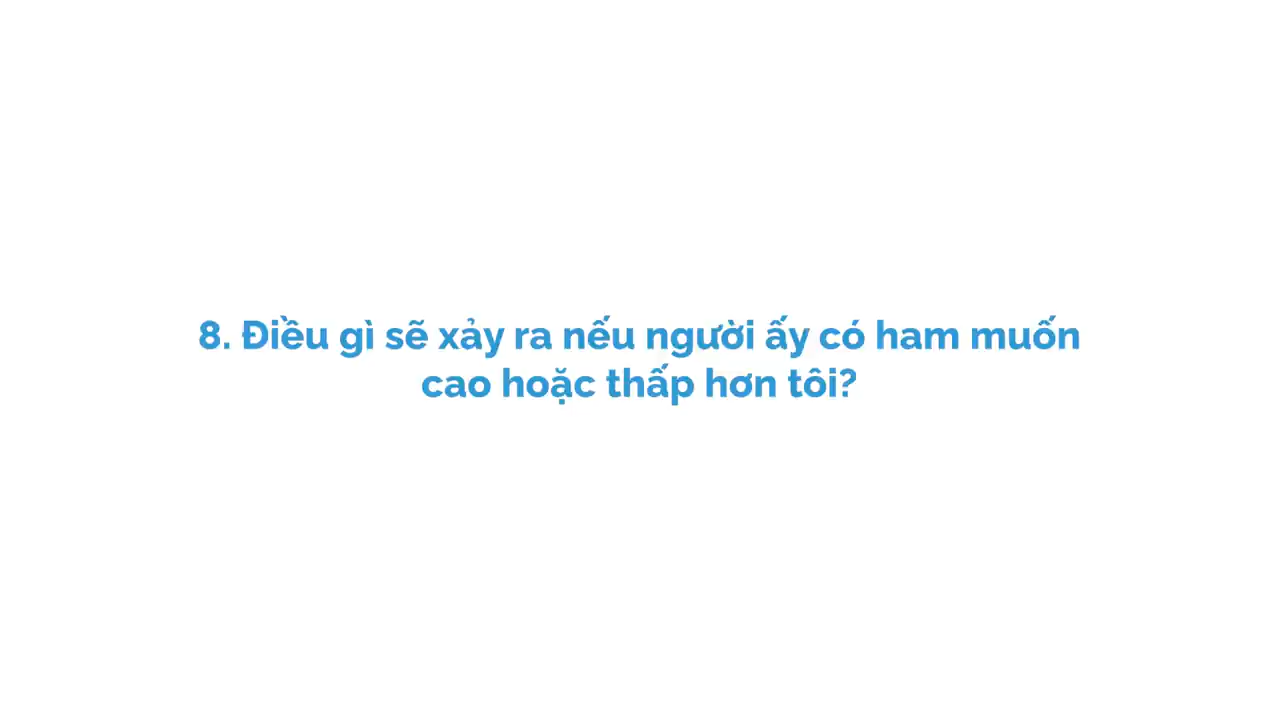 8. Điều gì sẽ xảy ra nếu người ấy có ham muốn
cao hoặc thấp hơn tôi?